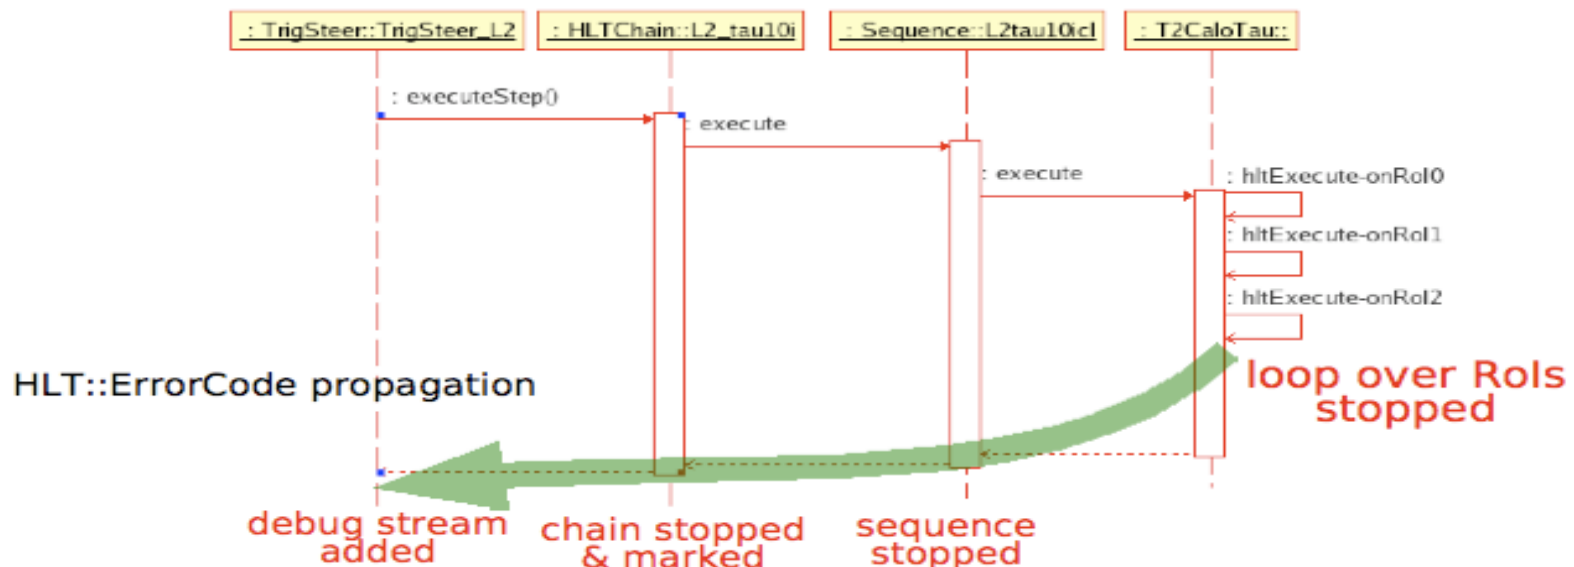 : TrigSteer::TrigSteer_L2
: HLTChain::L2_tau10i
: Sequence::L2tau10icl
: T2CaloTau::
: executeStep()
: execute
: execute
: hltExecute-onRoI0
: hltExecute-onRoI1
: hltExecute-onRoI2
HLT::ErrorCode propagation
loop over RoIs
stopped
debug stream
added
chain stopped
& marked
sequence
stopped